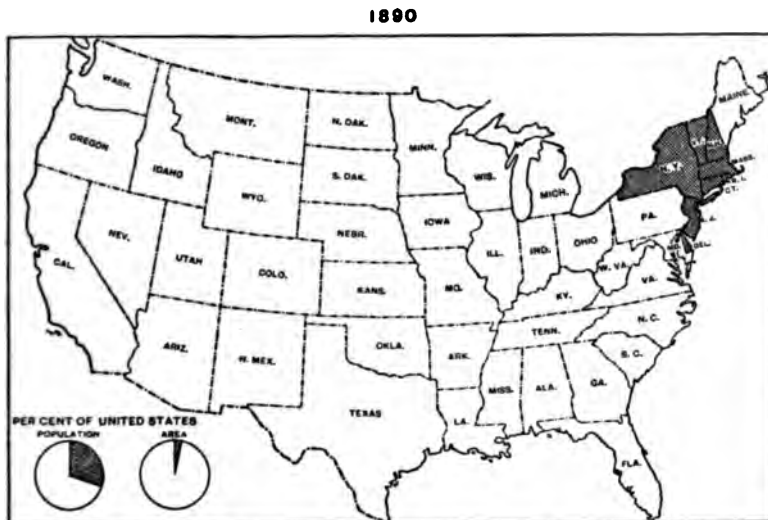 1890
WASH.
MONT.
N. DAK.
MINN.
MAINE
OREGON
IDAHO
WYO.
S. DAK.
WIS.
MICH.
N.Y.
MASS.
R. I.
CT.
N. J.
PA.
NEV.
UTAH
COLO.
NEBR.
IOWA
ILL.
IND.
OHIO
DEL.
MD.
W. VA.
VA.
CAL.
KANS.
MO.
KY.
N. C.
TENN.
ARIZ.
N. MEX.
OKLA.
ARK.
S. C.
MISS.
ALA.
GA.
TEXAS
LA.
FLA.
PER CENT OF UNITED STATES
POPULATION
AREA